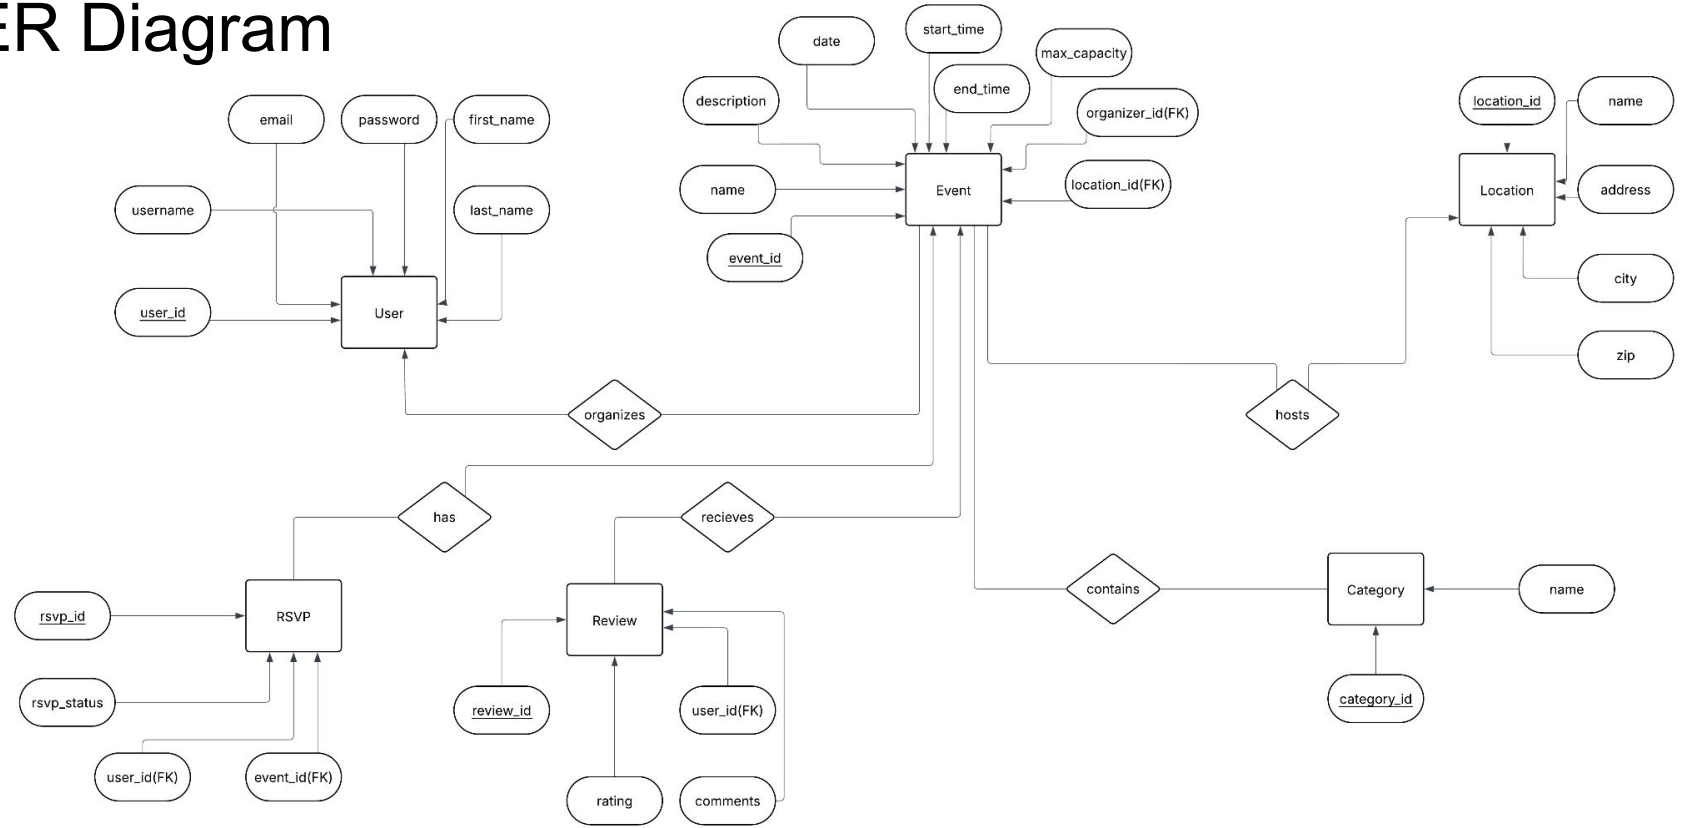 ER Diagram
start_time
date
max_capacity
end_time
description
location_id
name
organizer_id(FK)
email
password
first_name
location_id(FK)
name
Event
Location
address
username
last_name
event_id
city
user_id
User
zip
organizes
hosts
has
recieves
contains
Category
name
rsvp_id
RSVP
Review
rsvp_status
review_id
user_id(FK)
category_id
user_id(FK)
event_id(FK)
rating
comments